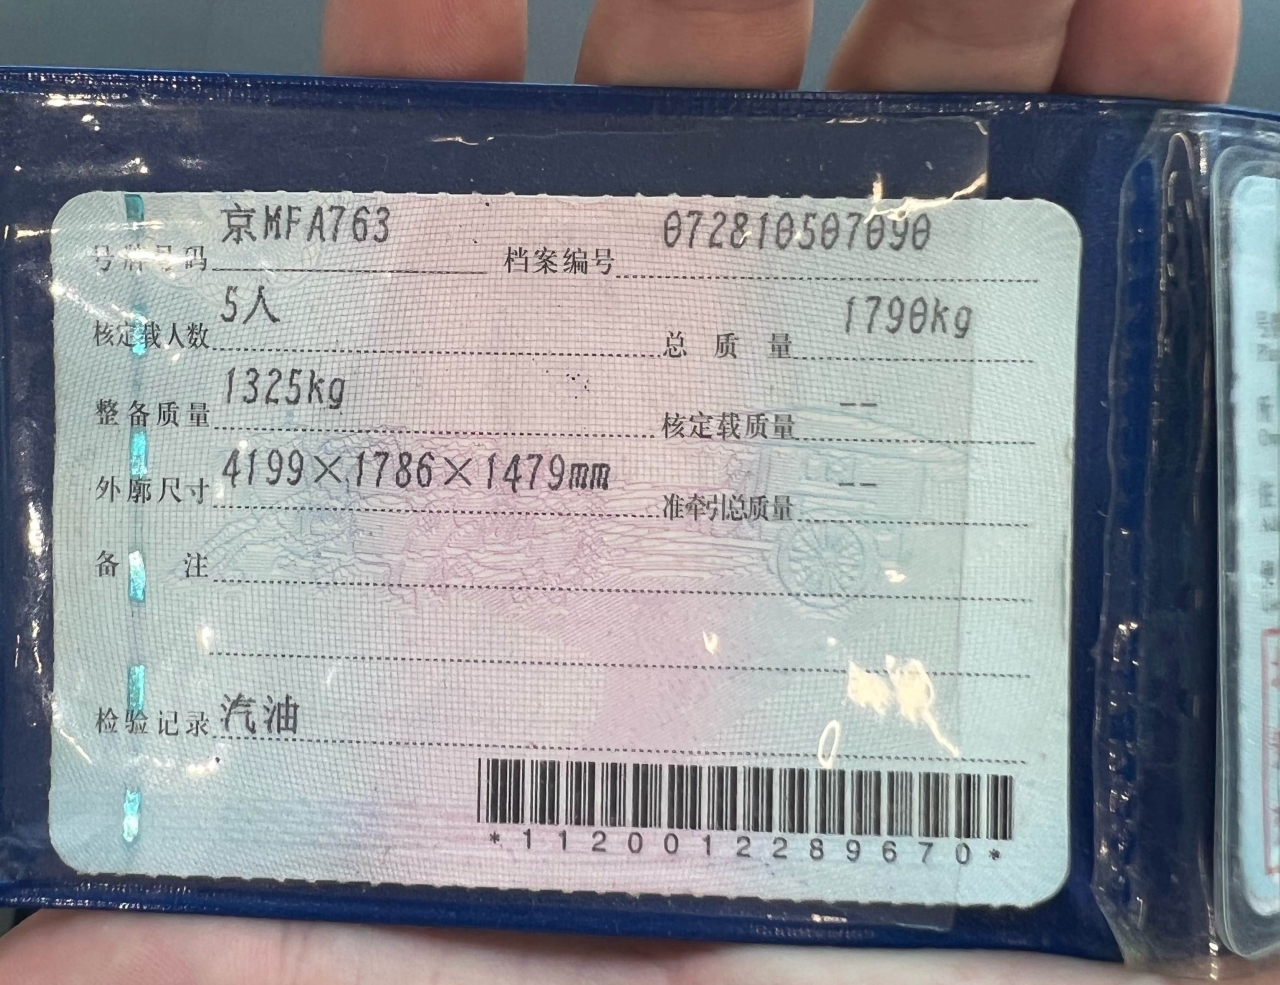 号牌号码 京MFA763 档案编号 072810507090
核定载人数 5人 总质量 1790kg
整备质量 1325kg 核定载质量 --
外廓尺寸 4199×1786×1479mm 准牵引总质量 --
备注
检验记录 汽油
*1120012289670*